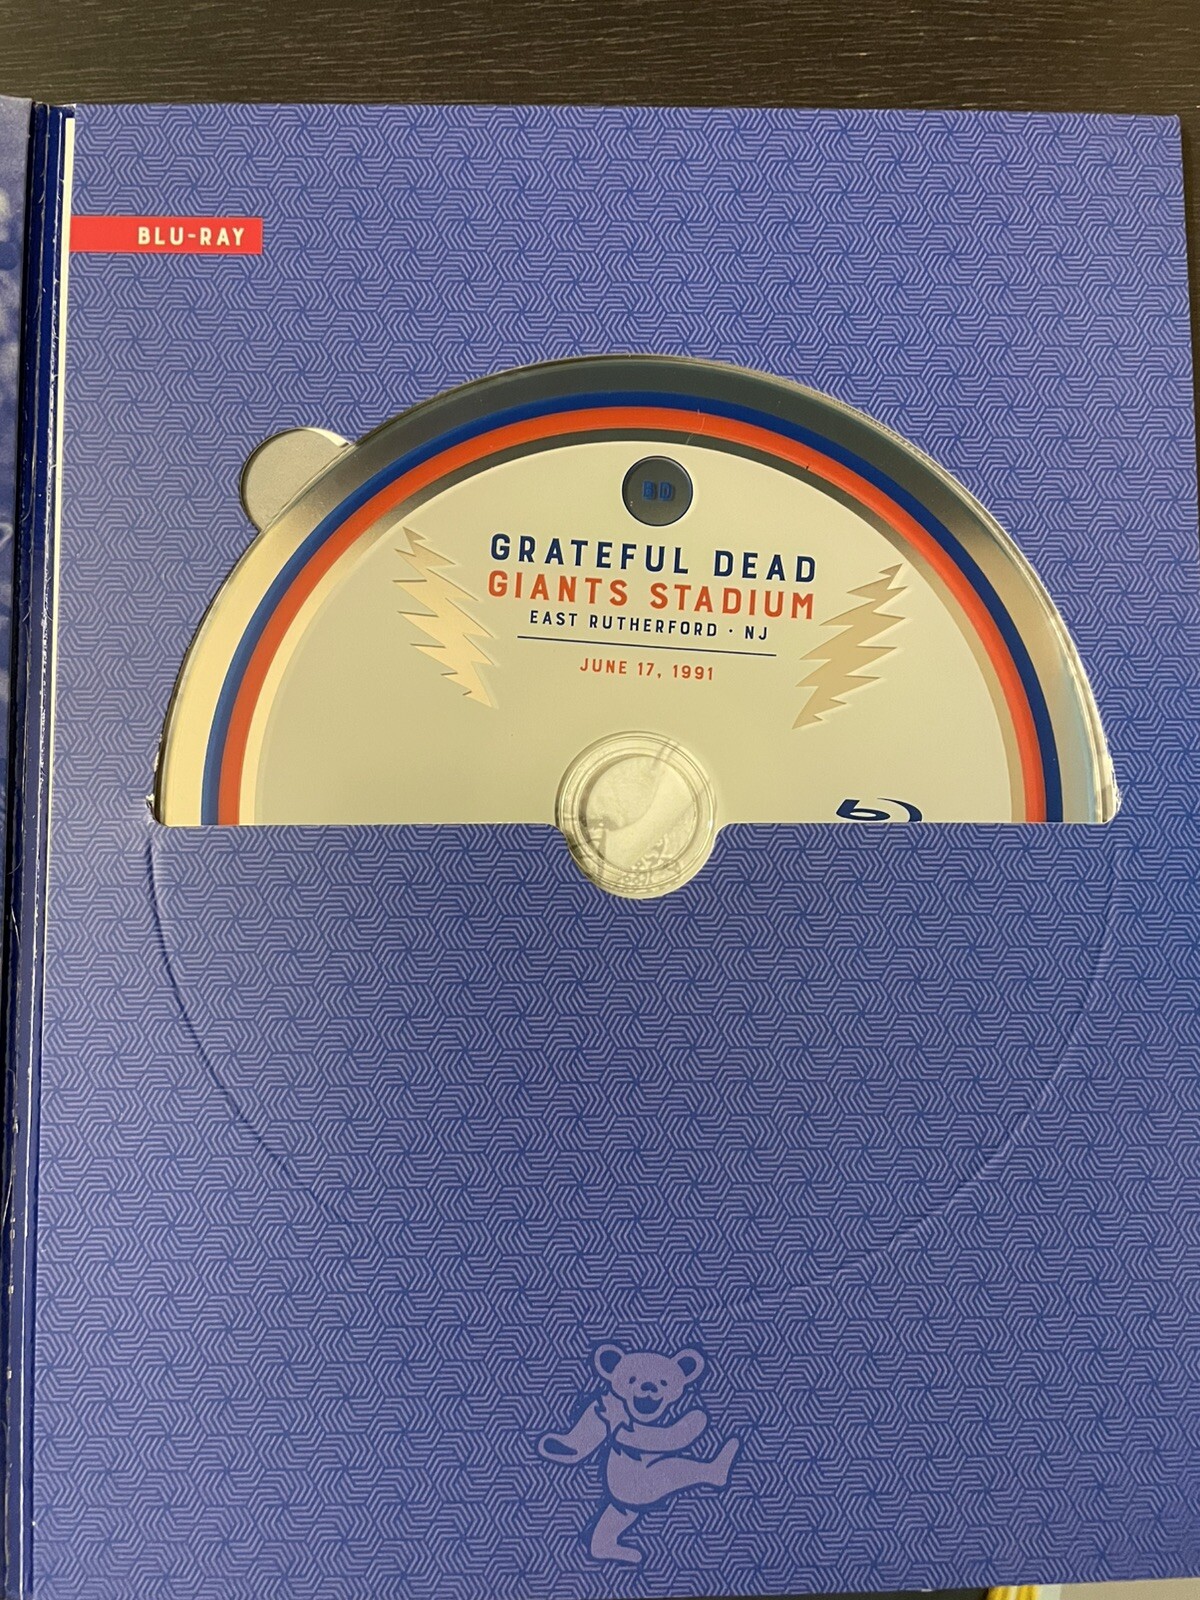 BLU-RAY
BD
GRATEFUL DEAD
GIANTS STADIUM
EAST RUTHERFORD · NJ
JUNE 17, 1991